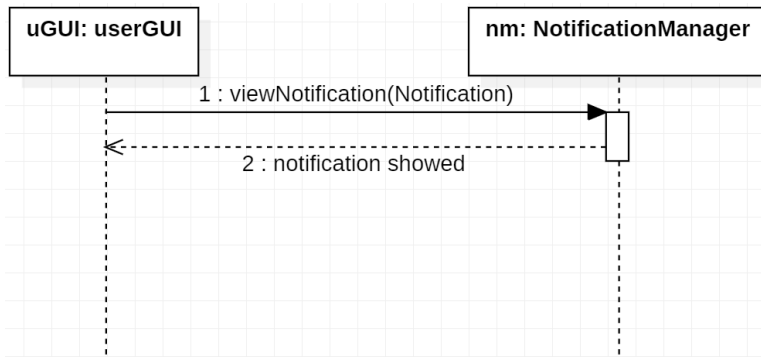 uGUI: userGUI
nm: NotificationManager
1 : viewNotification(Notification)
2 : notification showed